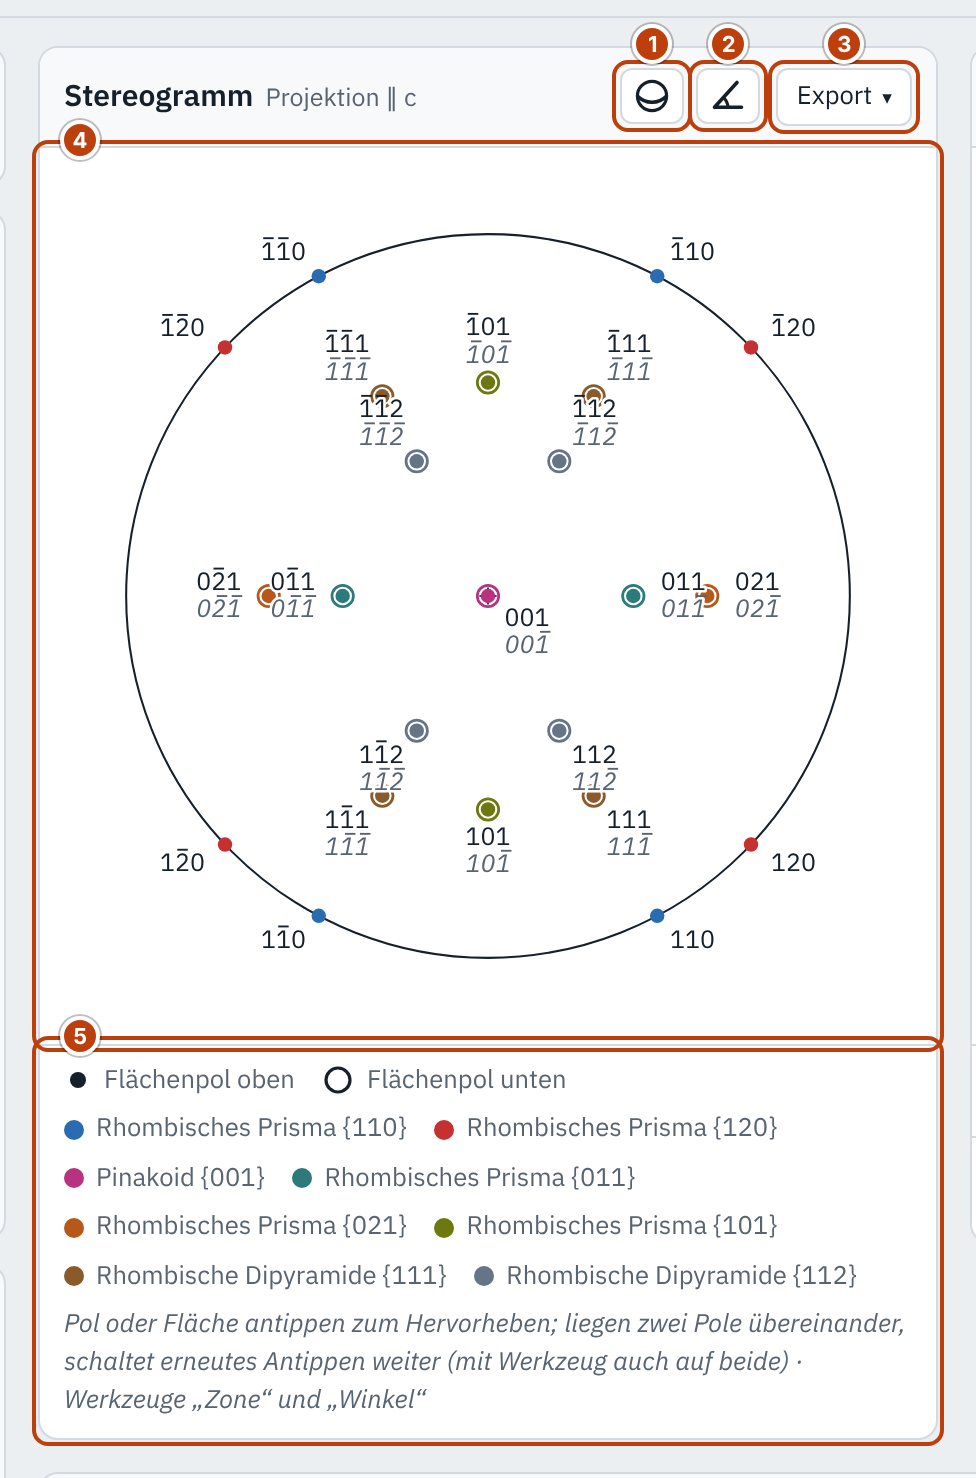 1 2 3
Stereogramm Projektion ∥ c Export ▾
4
1̅1̅0 1̅10
1̅2̅0 1̅20
1̅1̅1 1̅01 1̅11
1̅1̅1̅ 1̅01̅ 1̅11̅
1̅1̅2 1̅12
1̅1̅2̅ 1̅12̅
02̅1 01̅1 011 021
02̅1̅ 01̅1̅ 011̅ 021̅
001
001̅
11̅2 112
11̅2̅ 112̅
11̅1 101 111
11̅1̅ 101̅ 111̅
12̅0 120
11̅0 110
5
Flächenpol oben Flächenpol unten
Rhombisches Prisma {110} Rhombisches Prisma {120}
Pinakoid {001} Rhombisches Prisma {011}
Rhombisches Prisma {021} Rhombisches Prisma {101}
Rhombische Dipyramide {111} Rhombische Dipyramide {112}
Pol oder Fläche antippen zum Hervorheben; liegen zwei Pole übereinander,
schaltet erneutes Antippen weiter (mit Werkzeug auch auf beide) ·
Werkzeuge „Zone“ und „Winkel“